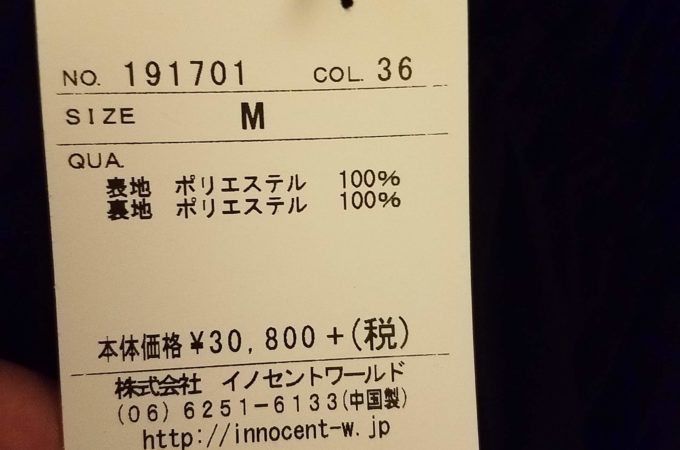 NO. 191701 COL. 36
SIZE M
QUA.
表地 ポリエステル 100%
裏地 ポリエステル 100%
本体価格 ¥30,800 +(税)
株式会社 イノセントワールド
(06) 6251-6133(中国製)
http://innocent-w.jp